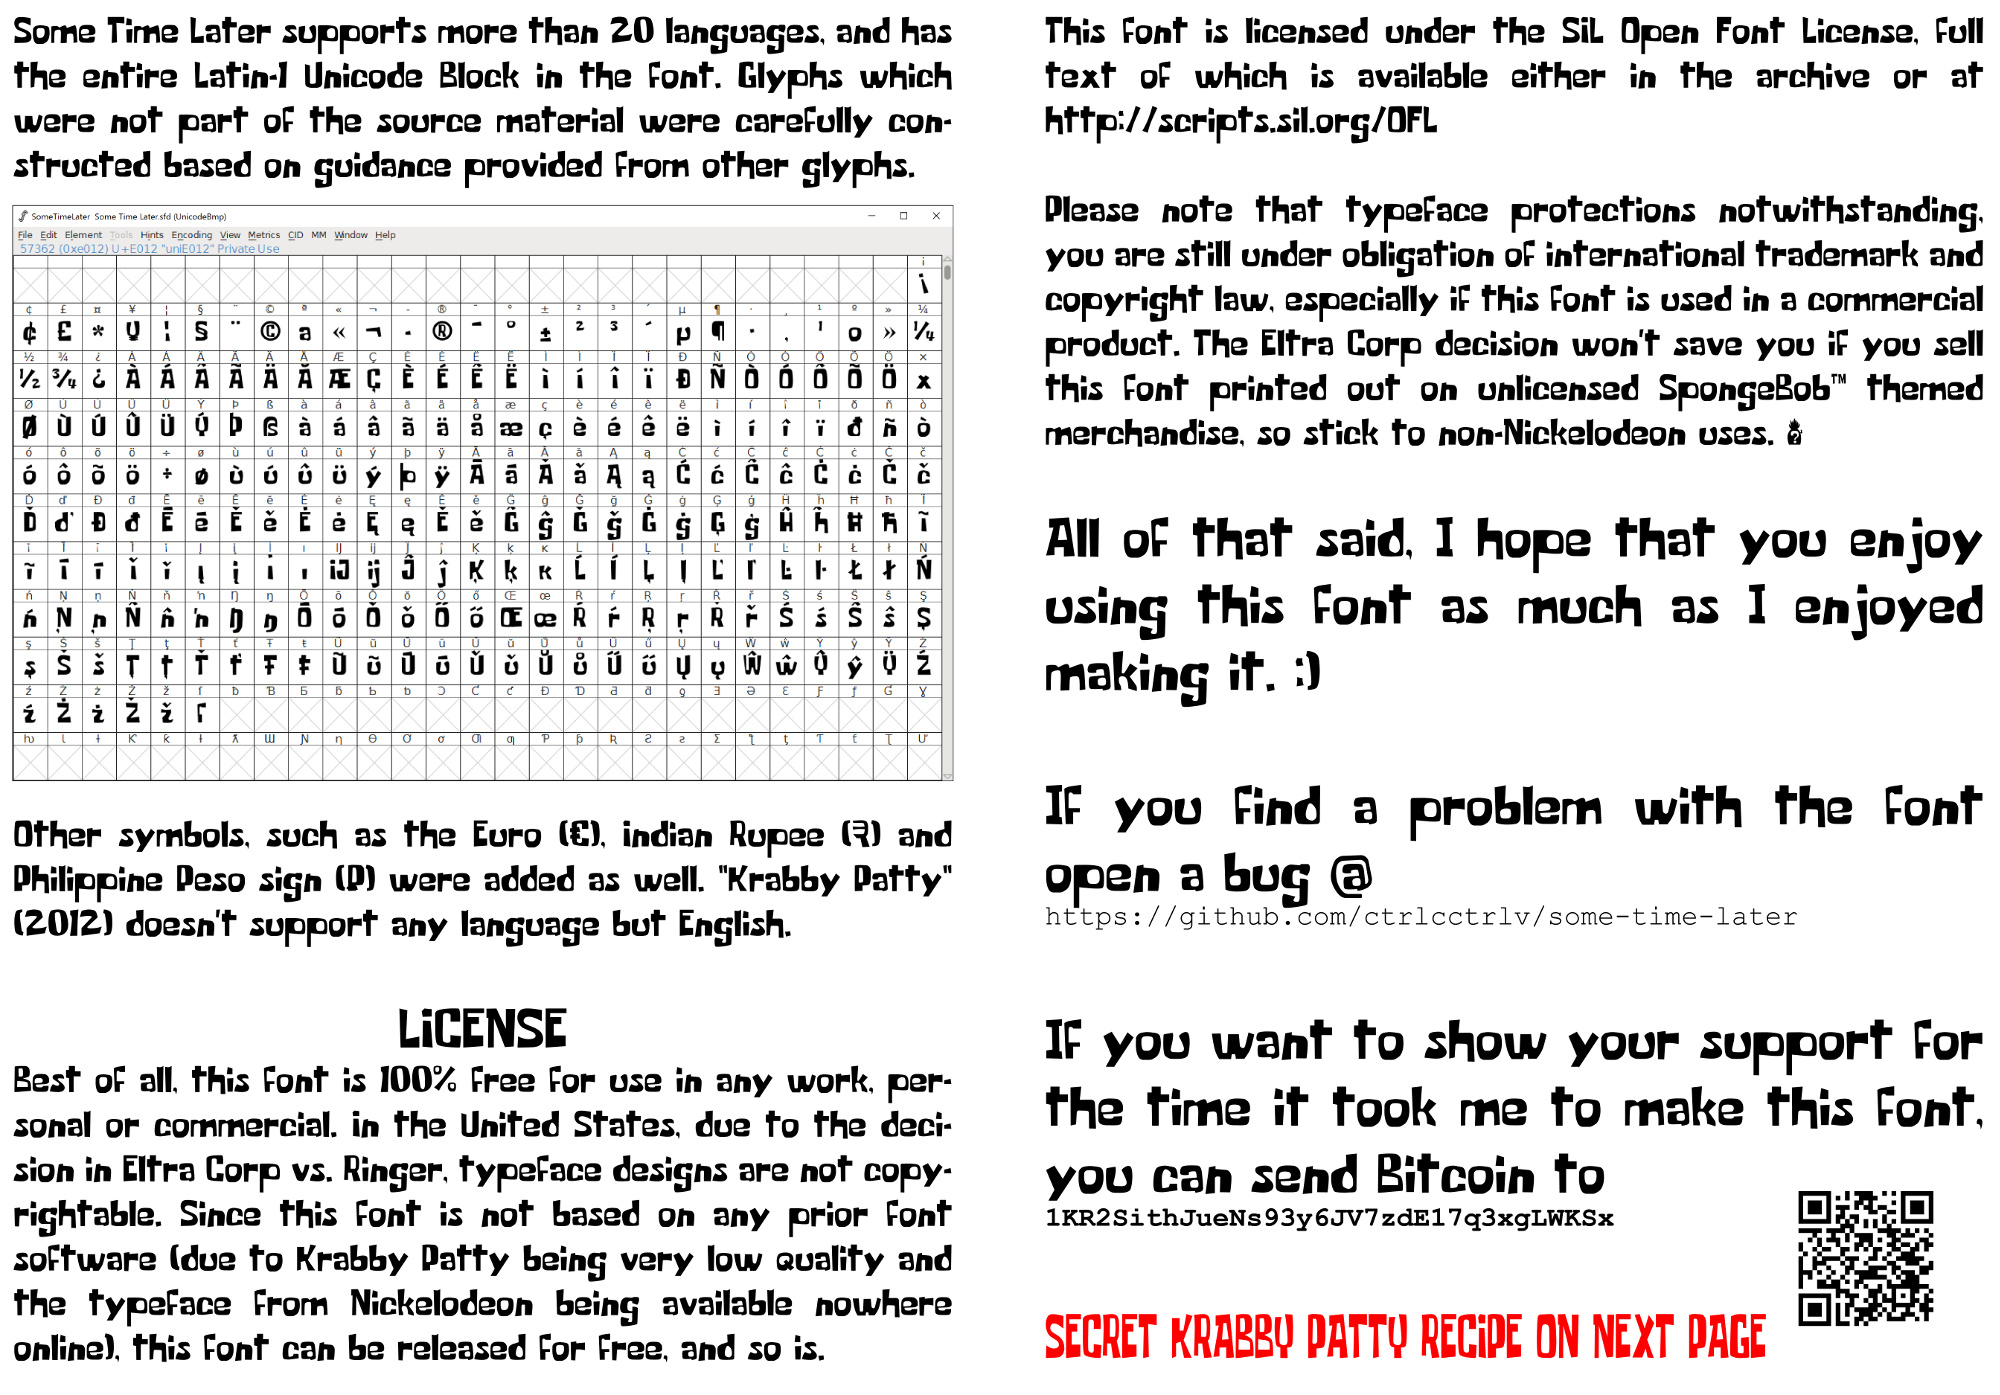 Some Time Later supports more than 20 languages, and has
the entire Latin-1 Unicode Block in the font. Glyphs which
were not part of the source material were carefully con-
structed based on guidance provided from other glyphs.
SomeTimeLater Some Time Later.sfd (UnicodeBmp)
File Edit Element Tools Hints Encoding View Metrics CID MM Window Help
57362 (0xe012) U+E012 "uniE012" Private Use
Other symbols, such as the Euro (€), indian Rupee (₹) and
Philippine Peso sign (₱) were added as well. "Krabby Patty"
(2012) doesn't support any language but English.
LiCENSE
Best of all, this font is 100% free for use in any work, per-
sonal or commercial. in the United States, due to the deci-
sion in Eltra Corp vs. Ringer, typeface designs are not copy-
rightable. Since this font is not based on any prior font
software (due to Krabby Patty being very low quality and
the typeface from Nickelodeon being available nowhere
online), this font can be released for free, and so is.
This font is licensed under the SiL Open Font License, full
text of which is available either in the archive or at
http://scripts.sil.org/OFL
Please note that typeface protections notwithstanding,
you are still under obligation of international trademark and
copyright law, especially if this font is used in a commercial
product. The Eltra Corp decision won't save you if you sell
this font printed out on unlicensed SpongeBob™ themed
merchandise, so stick to non-Nickelodeon uses.
All of that said, I hope that you enjoy
using this font as much as I enjoyed
making it. :)
If you find a problem with the font
open a bug @
https://github.com/ctrlcctrlv/some-time-later
If you want to show your support for
the time it took me to make this font,
you can send Bitcoin to
1KR2SithJueNs93y6JV7zdE17q3xgLWKSx
SECRET KRABBY PATTY RECiPE ON NEXT PAGE